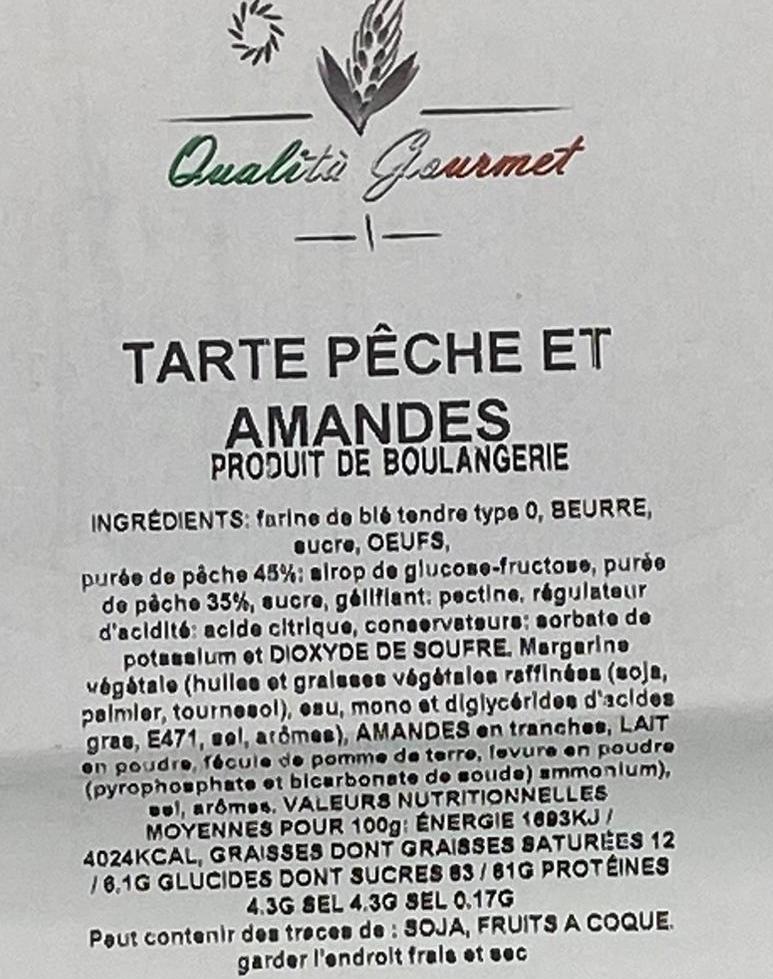 Qualità Gourmet
TARTE PÊCHE ET
AMANDES
PRODUIT DE BOULANGERIE
INGRÉDIENTS: farine de blé tendre type 0, BEURRE,
sucre, OEUFS,
purée de pêche 45%: sirop de glucose-fructose, purée
de pêche 35%, sucre, gélifiant: pectine, régulateur
d'acidité: acide citrique, conservateurs: sorbate de
potassium et DIOXYDE DE SOUFRE. Margarine
végétale (huiles et graisses végétales raffinées (soja,
palmier, tournesol), eau, mono et diglycérides d'acides
gras, E471, sel, arômes), AMANDES en tranches, LAIT
en poudre, fécule de pomme de terre, levure en poudre
(pyrophosphate et bicarbonate de soude) ammonium),
sel, arômes. VALEURS NUTRITIONNELLES
MOYENNES POUR 100g: ÉNERGIE 1693KJ /
4024KCAL, GRAISSES DONT GRAISSES SATURÉES 12
/ 6.1G GLUCIDES DONT SUCRES 63 / 61G PROTÉINES
4.3G SEL 4.3G SEL 0.17G
Peut contenir des traces de : SOJA, FRUITS A COQUE.
garder l'endroit frais et sec